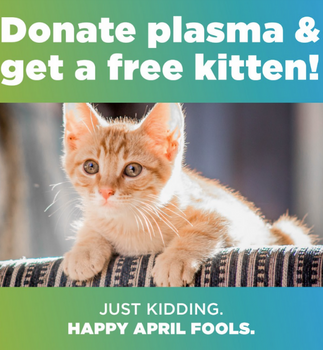 Donate plasma &
get a free kitten!
JUST KIDDING.
HAPPY APRIL FOOLS.